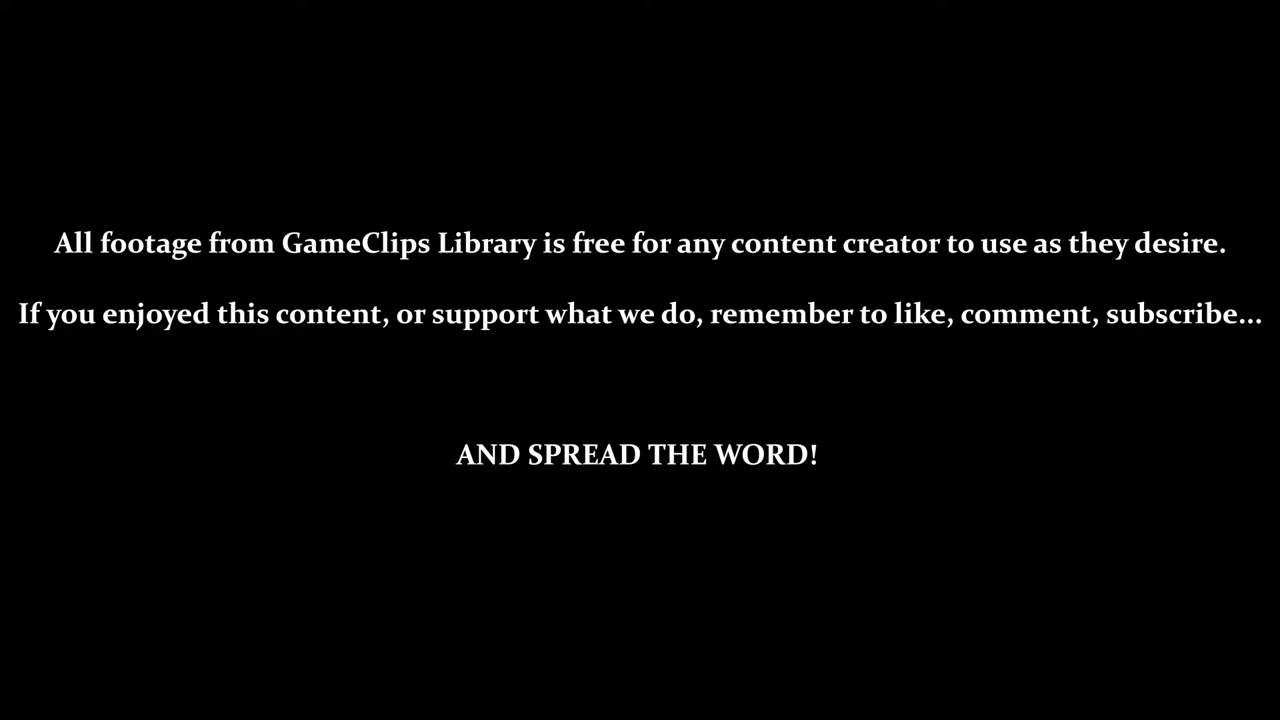 All footage from GameClips Library is free for any content creator to use as they desire.
If you enjoyed this content, or support what we do, remember to like, comment, subscribe...
AND SPREAD THE WORD!